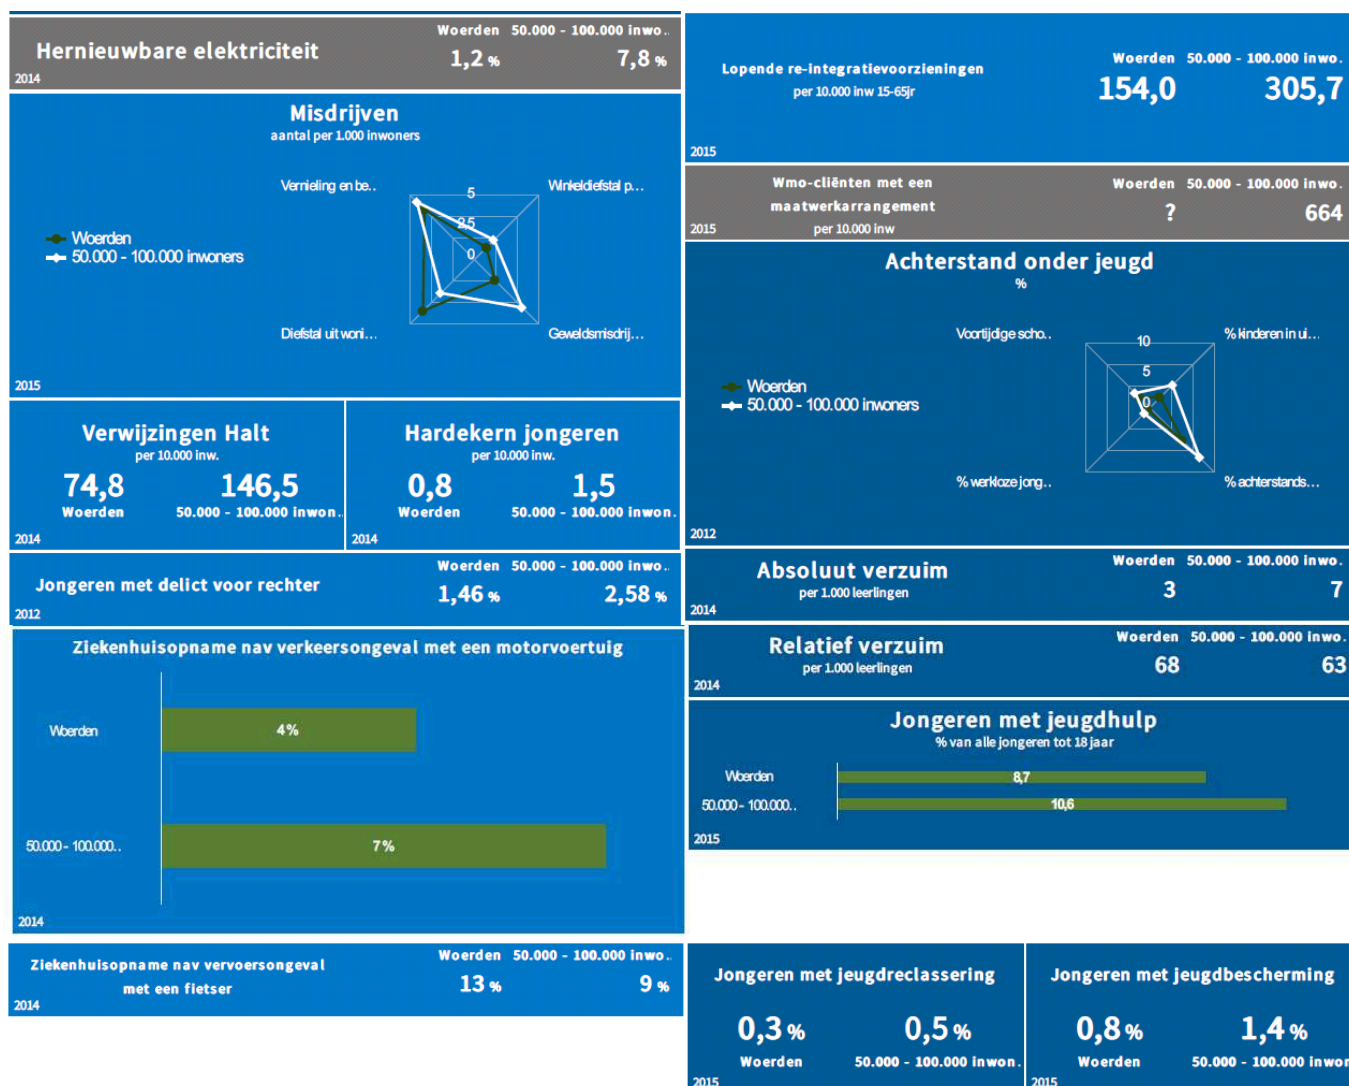 Hernieuwbare elektriciteit
Woerden 50.000 - 100.000 inwo..
1,2 % 7,8 %
2014
Misdrijven
aantal per 1.000 inwoners
Vernieling en be.. Winkeldiefstal p...
5
2,5
0
Woerden
50.000 - 100.000 inwoners
Diefstal uit woni... Geweldsmisdrij...
2015
Verwijzingen Halt
per 10.000 inw.
74,8 146,5
Woerden 50.000 - 100.000 inwon.
2014
Hardekern jongeren
per 10.000 inw.
0,8 1,5
Woerden 50.000 - 100.000 inwon.
2014
Jongeren met delict voor rechter
Woerden 50.000 - 100.000 inwo..
1,46 % 2,58 %
2012
Ziekenhuisopname nav verkeersongeval met een motorvoertuig
Woerden 4%
50.000 - 100.000.. 7%
2014
Ziekenhuisopname nav vervoersongeval
met een fietser
Woerden 50.000 - 100.000 inwo..
13 % 9 %
2014
Lopende re-integratievoorzieningen
per 10.000 inw 15-65jr
Woerden 50.000 - 100.000 inwo.
154,0 305,7
2015
Wmo-cliënten met een
maatwerkarrangement
per 10.000 inw
Woerden 50.000 - 100.000 inwo.
? 664
2015
Achterstand onder jeugd
%
Voortijdige scho.. % kinderen in ui...
10
5
0
Woerden
50.000 - 100.000 inwoners
% werkloze jong.. % achterstands...
2012
Absoluut verzuim
per 1.000 leerlingen
Woerden 50.000 - 100.000 inwo.
3 7
2014
Relatief verzuim
per 1.000 leerlingen
Woerden 50.000 - 100.000 inwo.
68 63
2014
Jongeren met jeugdhulp
% van alle jongeren tot 18 jaar
Woerden 8,7
50.000 - 100.000.. 10,6
2015
Jongeren met jeugdreclassering
0,3 % 0,5 %
Woerden 50.000 - 100.000 inwon.
2015
Jongeren met jeugdbescherming
0,8 % 1,4 %
Woerden 50.000 - 100.000 inwon
2015